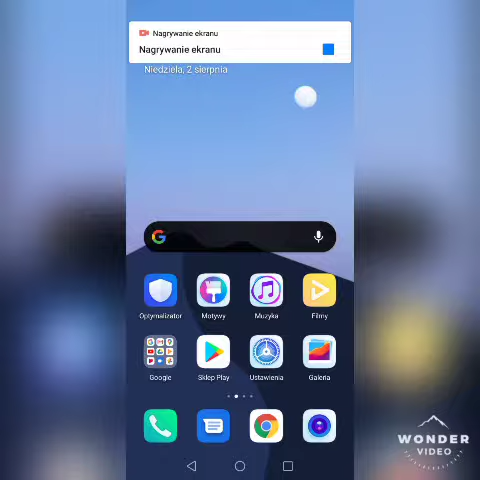 Nagrywanie ekranu
Nagrywanie ekranu
Niedziela, 2 sierpnia
Optymalizator Motywy Muzyka Filmy
Google Sklep Play Ustawienia Galeria
WONDER
VIDEO